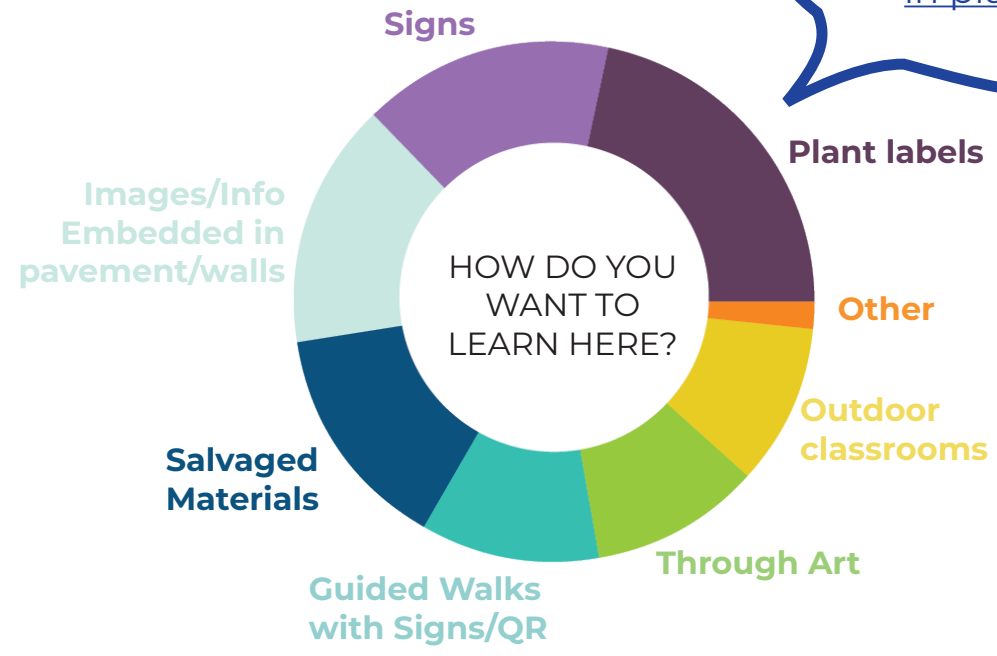 Signs
Plant labels
Images/Info
Embedded in
pavement/walls
HOW DO YOU
WANT TO
LEARN HERE?
Other
Outdoor
classrooms
Salvaged
Materials
Through Art
Guided Walks
with Signs/QR